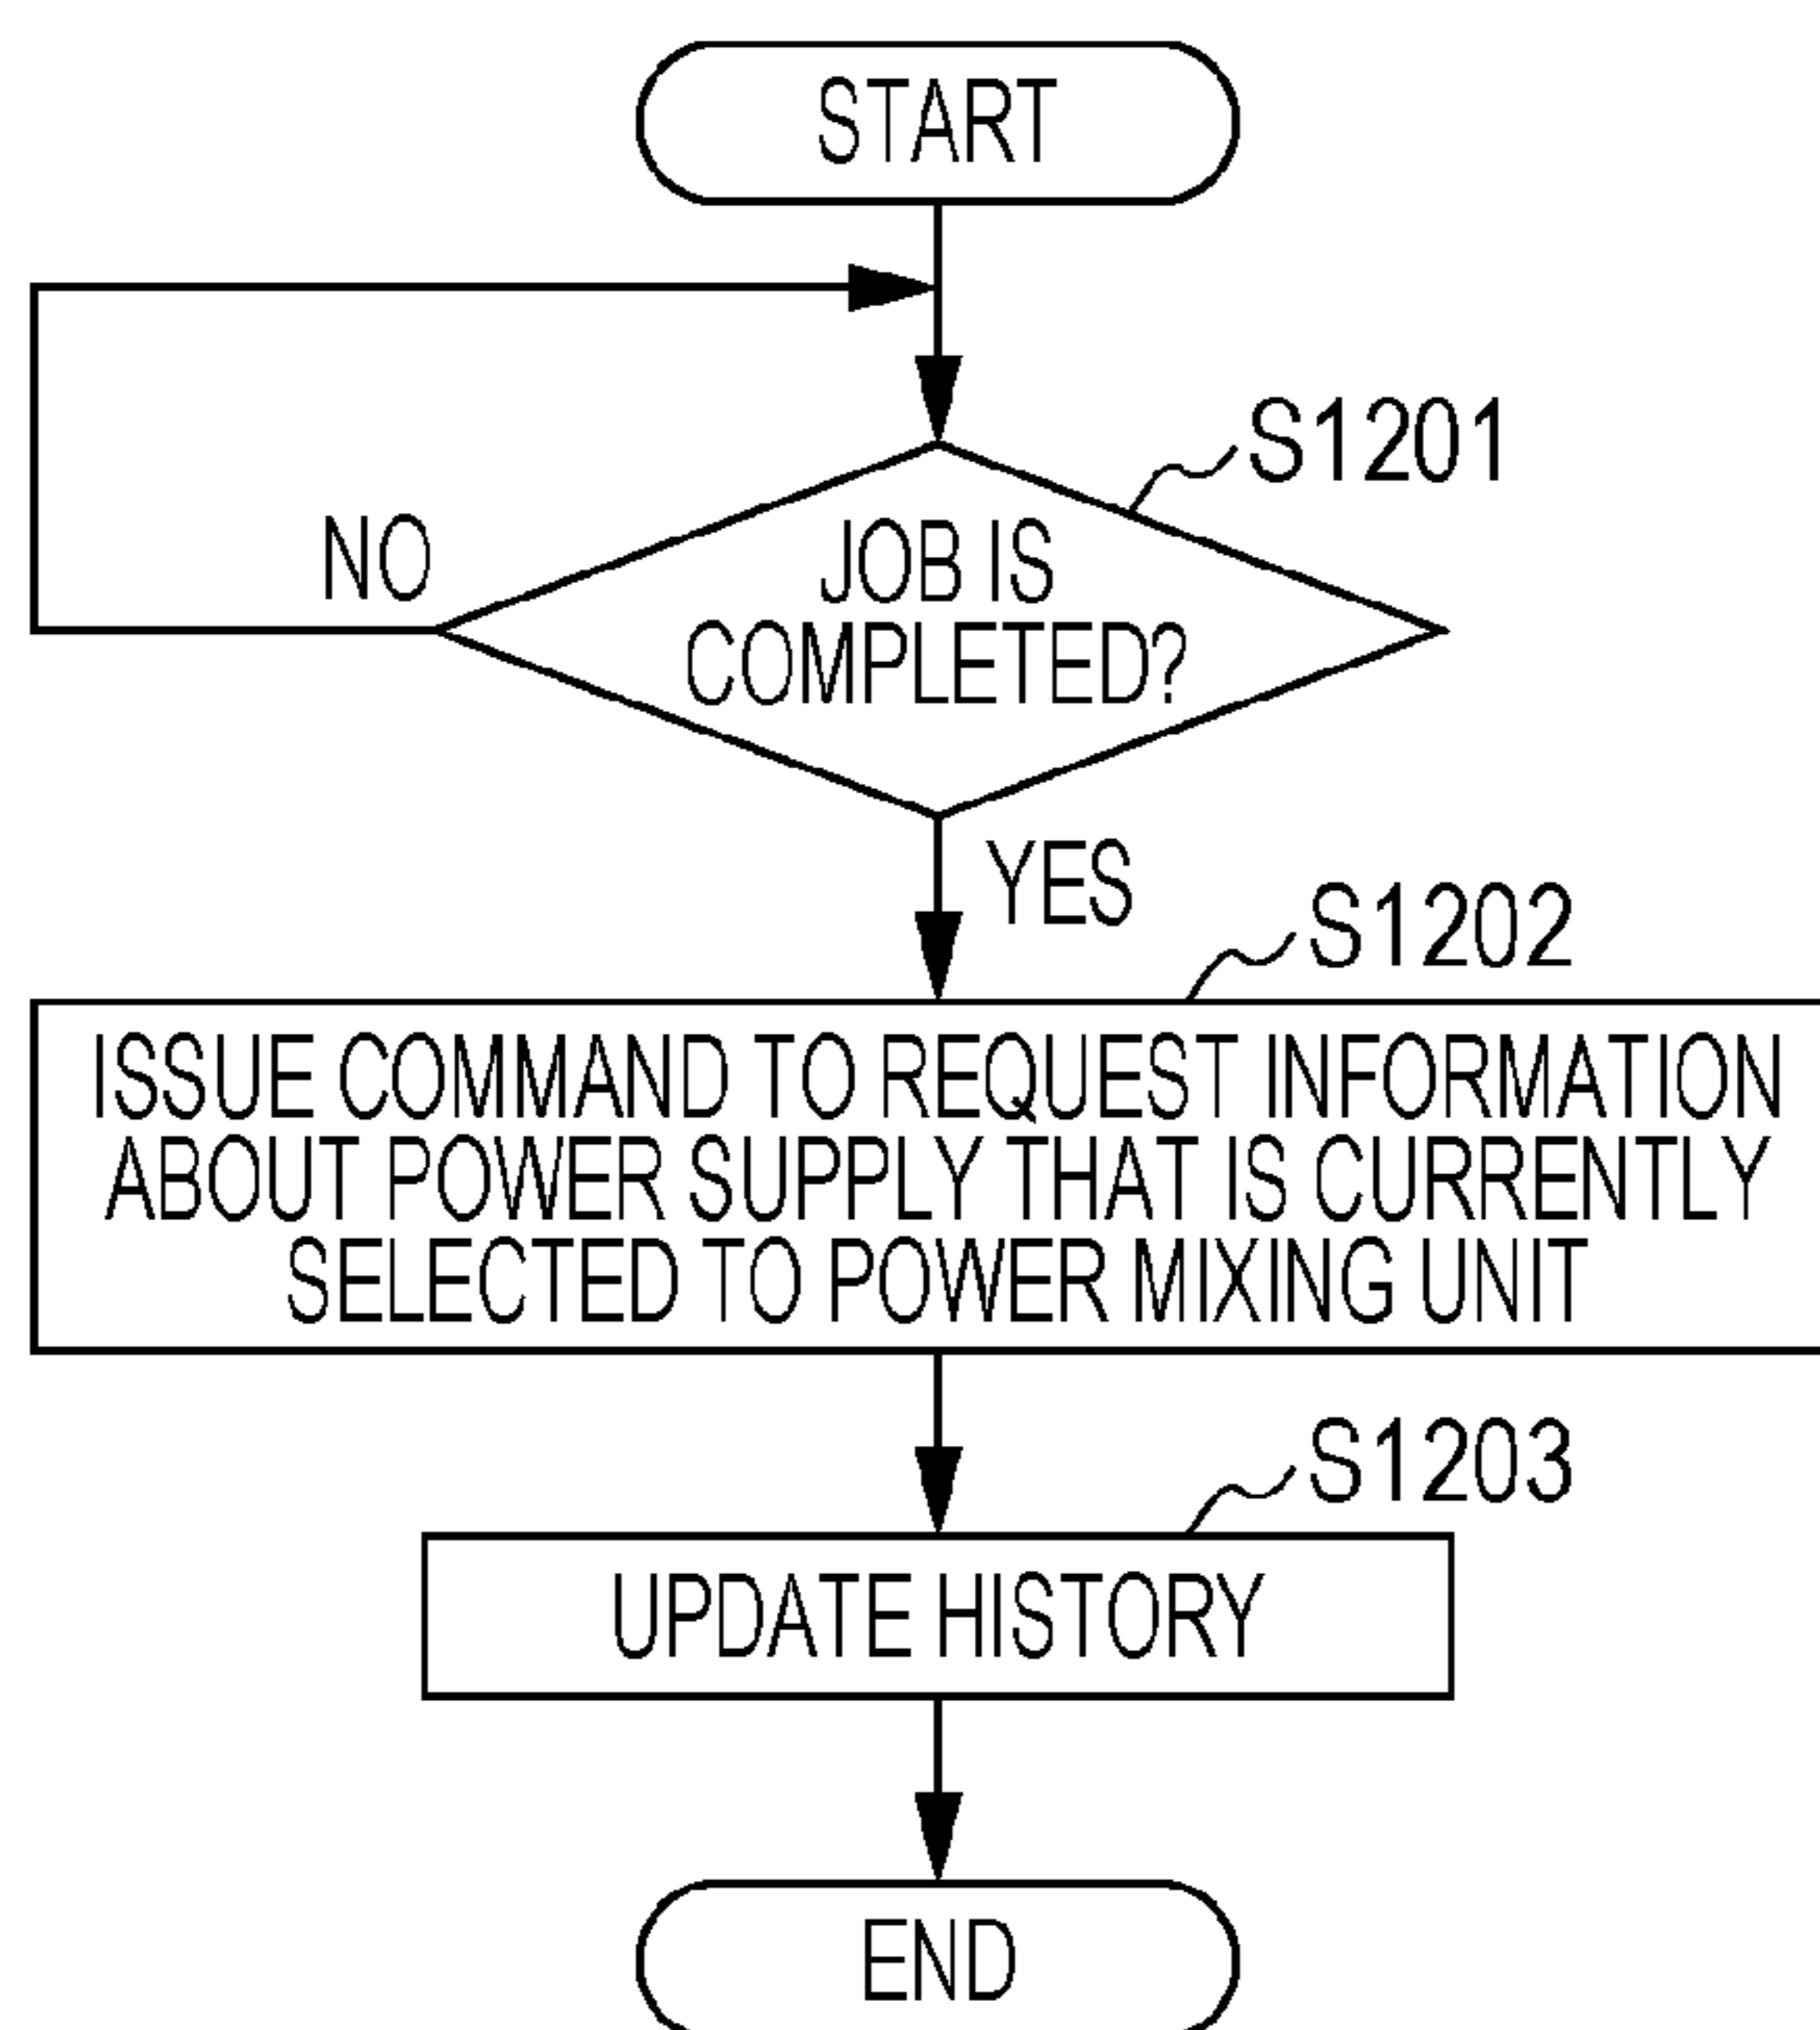 START
S1201
NO
JOB IS
COMPLETED?
YES
S1202
ISSUE COMMAND TO REQUEST INFORMATION
ABOUT POWER SUPPLY THAT IS CURRENTLY
SELECTED TO POWER MIXING UNIT
S1203
UPDATE HISTORY
END